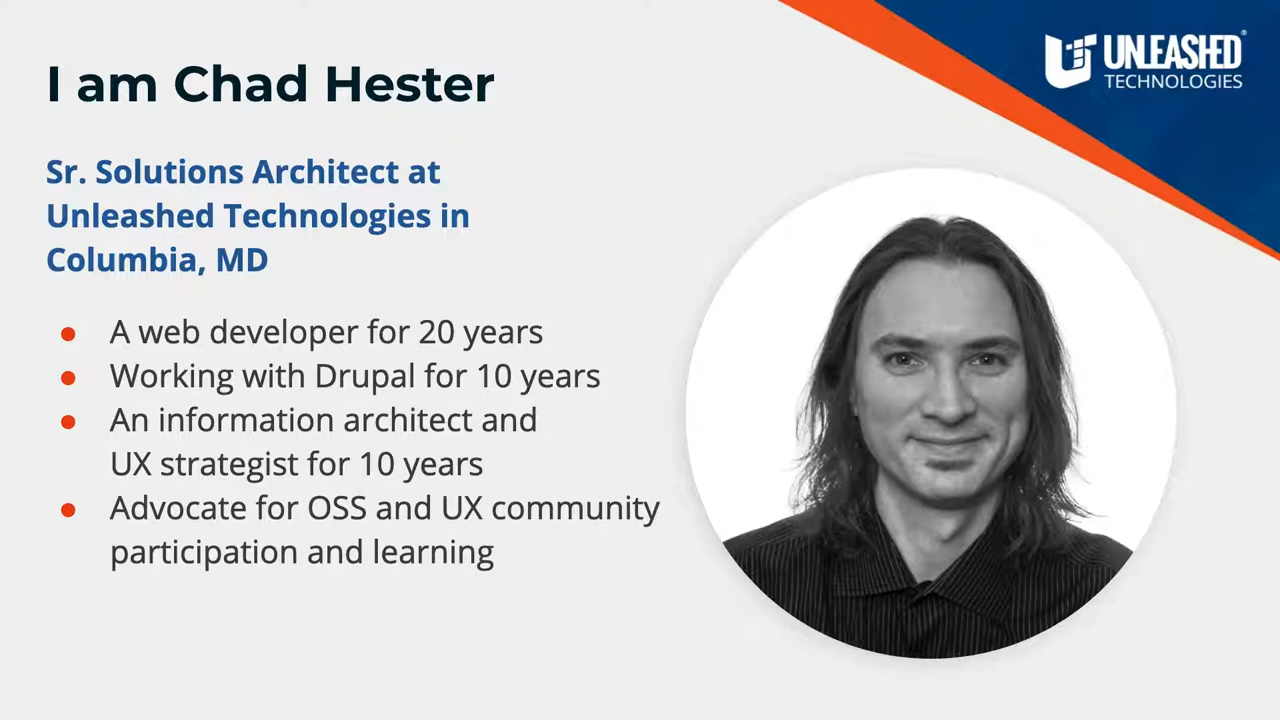 I am Chad Hester
UNLEASHED®
TECHNOLOGIES
Sr. Solutions Architect at
Unleashed Technologies in
Columbia, MD
● A web developer for 20 years
● Working with Drupal for 10 years
● An information architect and
UX strategist for 10 years
● Advocate for OSS and UX community
participation and learning